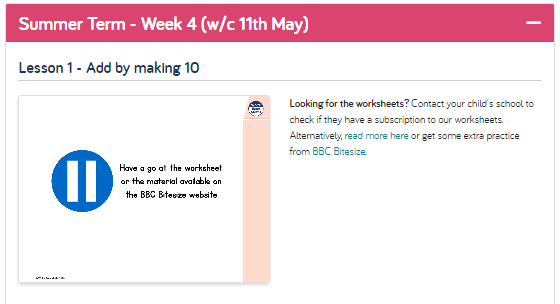 Summer Term - Week 4 (w/c 11th May)
Lesson 1 - Add by making 10
Have a go at the worksheet
or the material available on
the BBC Bitesize website
Looking for the worksheets? Contact your child's school to
check if they have a subscription to our worksheets.
Alternatively, read more here or get some extra practice
from BBC Bitesize.